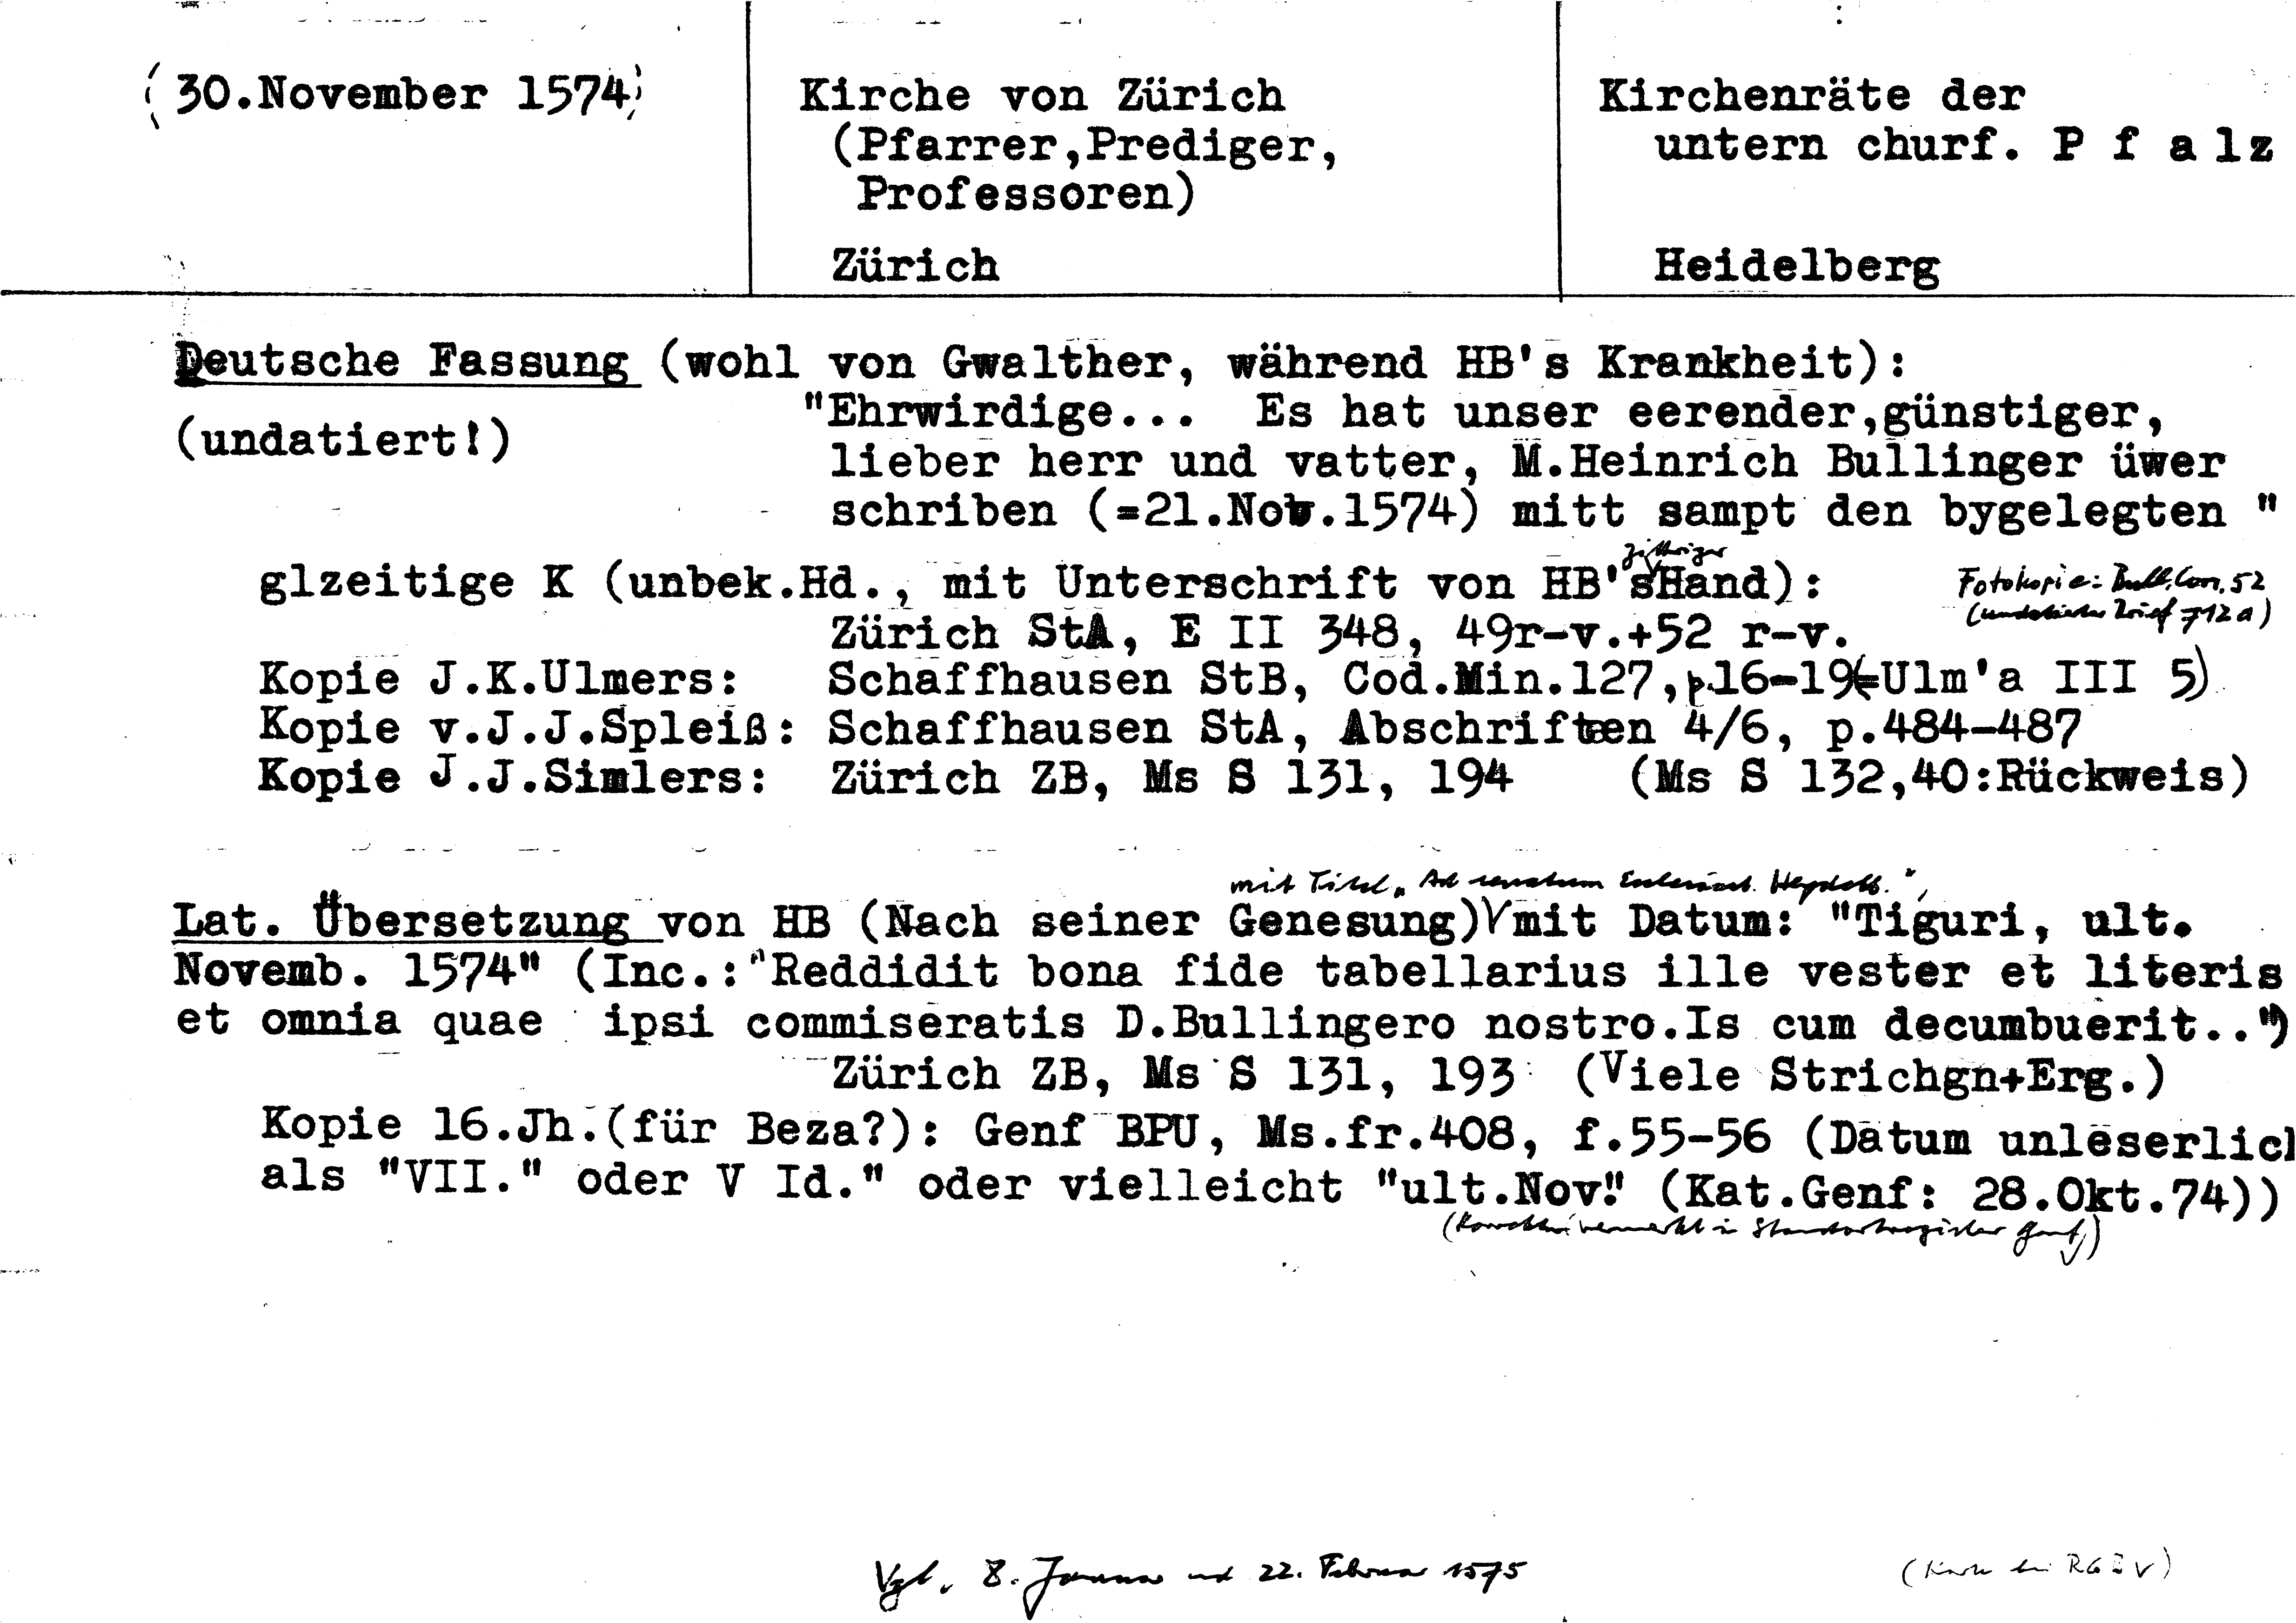 (30.November 1574)
Kirche von Zürich
(Pfarrer,Prediger,
Professoren)
Zürich
Kirchenräte der
untern churf. P f a l z
Heidelberg
Deutsche Fassung (wohl von Gwalther, während HB's Krankheit):
"Ehrwirdige... Es hat unser eerender,günstiger,
(undatiert!)
lieber herr und vatter, M.Heinrich Bullinger üwer
schriben (=21.Nov.1574) mitt sampt den bygelegten "
zittriger
glzeitige K (unbek.Hd., mit Unterschrift von HB's Hand):
Fotokopie: Bull.Corr. 52
(undatierter Brief 712a)
Zürich StA, E II 348, 49r-v.+52 r-v.
Kopie J.K.Ulmers: Schaffhausen StB, Cod.Min.127,p.16-19(=Ulm'a III 5)
Kopie v.J.J.Spleiß: Schaffhausen StA, Abschriften 4/6, p.484-487
Kopie J.J.Simlers: Zürich ZB, Ms S 131, 194 (Ms S 132,40:Rückweis)
mit Titel „Ad senatum Ecclesiast. Heydelb.",
Lat. Übersetzung von HB (Nach seiner Genesung) mit Datum: "Tiguri, ult.
Novemb. 1574" (Inc.:"Reddidit bona fide tabellarius ille vester et literis
et omnia quae ipsi commiseratis D.Bullingero nostro.Is cum decumbuerit..")
Zürich ZB, Ms S 131, 193 (Viele Strichgn+Erg.)
Kopie 16.Jh.(für Beza?): Genf BPU, Ms.fr.408, f.55-56 (Datum unleserlich
als "VII." oder V Id." oder vielleicht "ult.Nov." (Kat.Genf: 28.Okt.74))
(Korrektur vermerkt in Standortregister Genf)
Vgl. 8. Januar und 22. Februar 1575
(Karte bei RGBV)